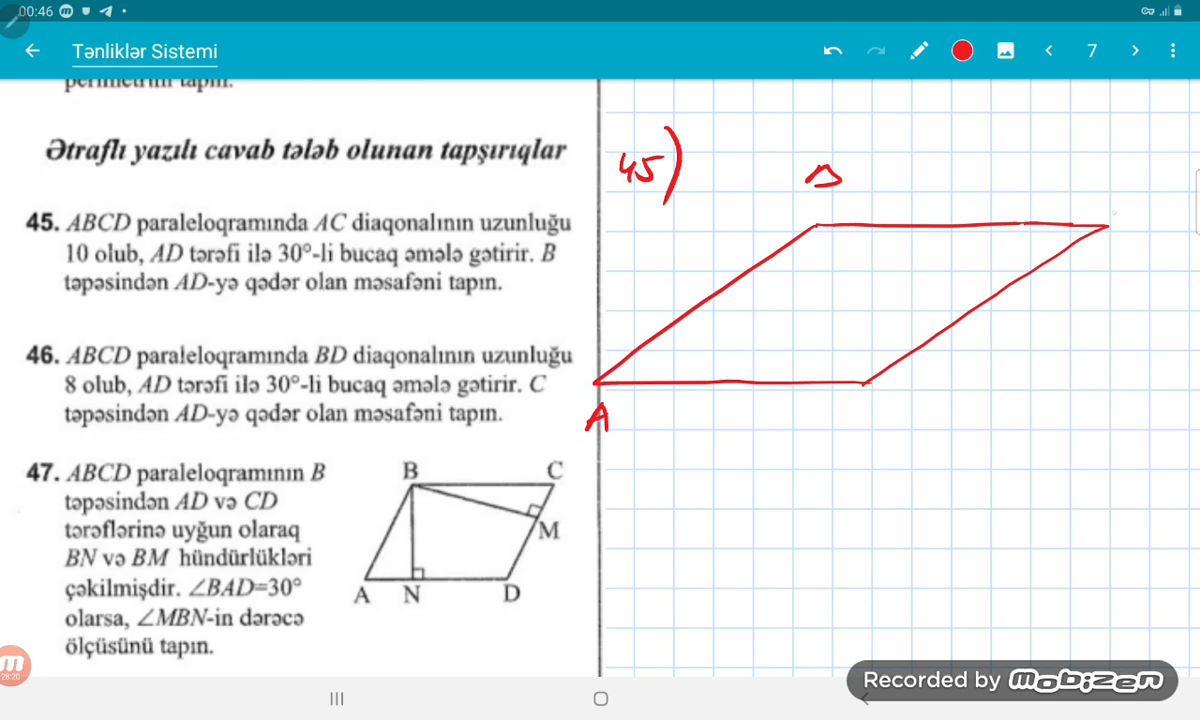 00:46
Tənliklər Sistemi
7
perimetrini tapın.
Ətraflı yazılı cavab tələb olunan tapşırıqlar
45. ABCD paraleloqramında AC diaqonalının uzunluğu
10 olub, AD tərəfi ilə 30°-li bucaq əmələ gətirir. B
təpəsindən AD-yə qədər olan məsafəni tapın.
46. ABCD paraleloqramında BD diaqonalının uzunluğu
8 olub, AD tərəfi ilə 30°-li bucaq əmələ gətirir. C
təpəsindən AD-yə qədər olan məsafəni tapın.
47. ABCD paraleloqramının B
təpəsindən AD və CD
tərəflərinə uyğun olaraq
BN və BM hündürlükləri
çəkilmişdir. ∠BAD=30°
olarsa, ∠MBN-in dərəcə
ölçüsünü tapın.
B C
M
A N D
45)
B
A
28:20
Recorded by mobizen